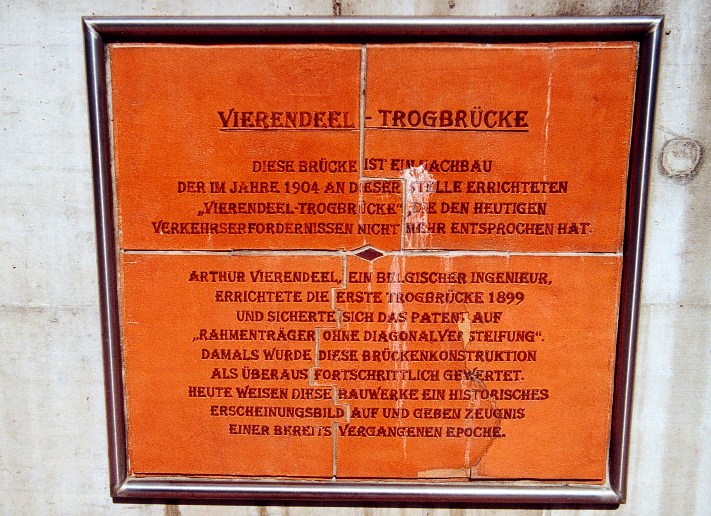 VIERENDEEL - TROGBRÜCKE
DIESE BRÜCKE IST EIN NACHBAU
DER IM JAHRE 1904 AN DIESER STELLE ERRICHTETEN
„VIERENDEEL-TROGBRÜCKE“, DIE DEN HEUTIGEN
VERKEHRSERFORDERNISSEN NICHT MEHR ENTSPROCHEN HAT.
ARTHUR VIERENDEEL, EIN BELGISCHER INGENIEUR,
ERRICHTETE DIE ERSTE TROGBRÜCKE 1899
UND SICHERTE SICH DAS PATENT AUF
„RAHMENTRÄGER OHNE DIAGONALVERSTEIFUNG“.
DAMALS WURDE DIESE BRÜCKENKONSTRUKTION
ALS ÜBERAUS FORTSCHRITTLICH GEWERTET.
HEUTE WEISEN DIESE BAUWERKE EIN HISTORISCHES
ERSCHEINUNGSBILD AUF UND GEBEN ZEUGNIS
EINER BEREITS VERGANGENEN EPOCHE.